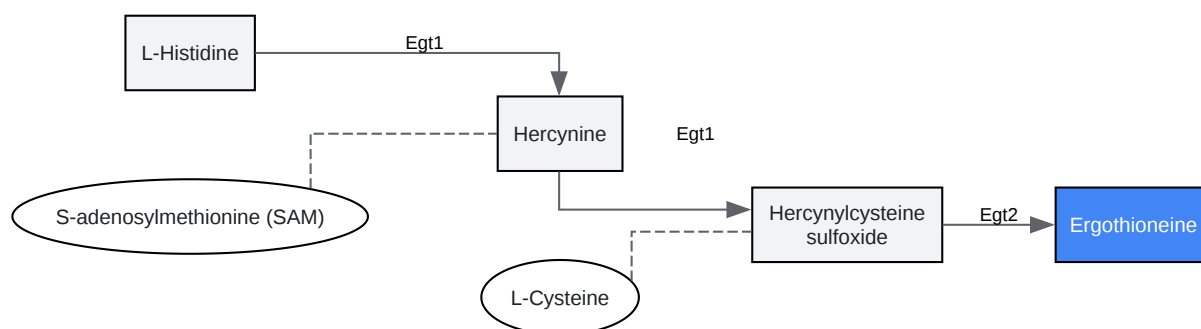 L-Histidine
Egt1
Hercynine
Egt1
S-adenosylmethionine (SAM)
Hercynylcysteine
sulfoxide
Egt2
Ergothioneine
L-Cysteine